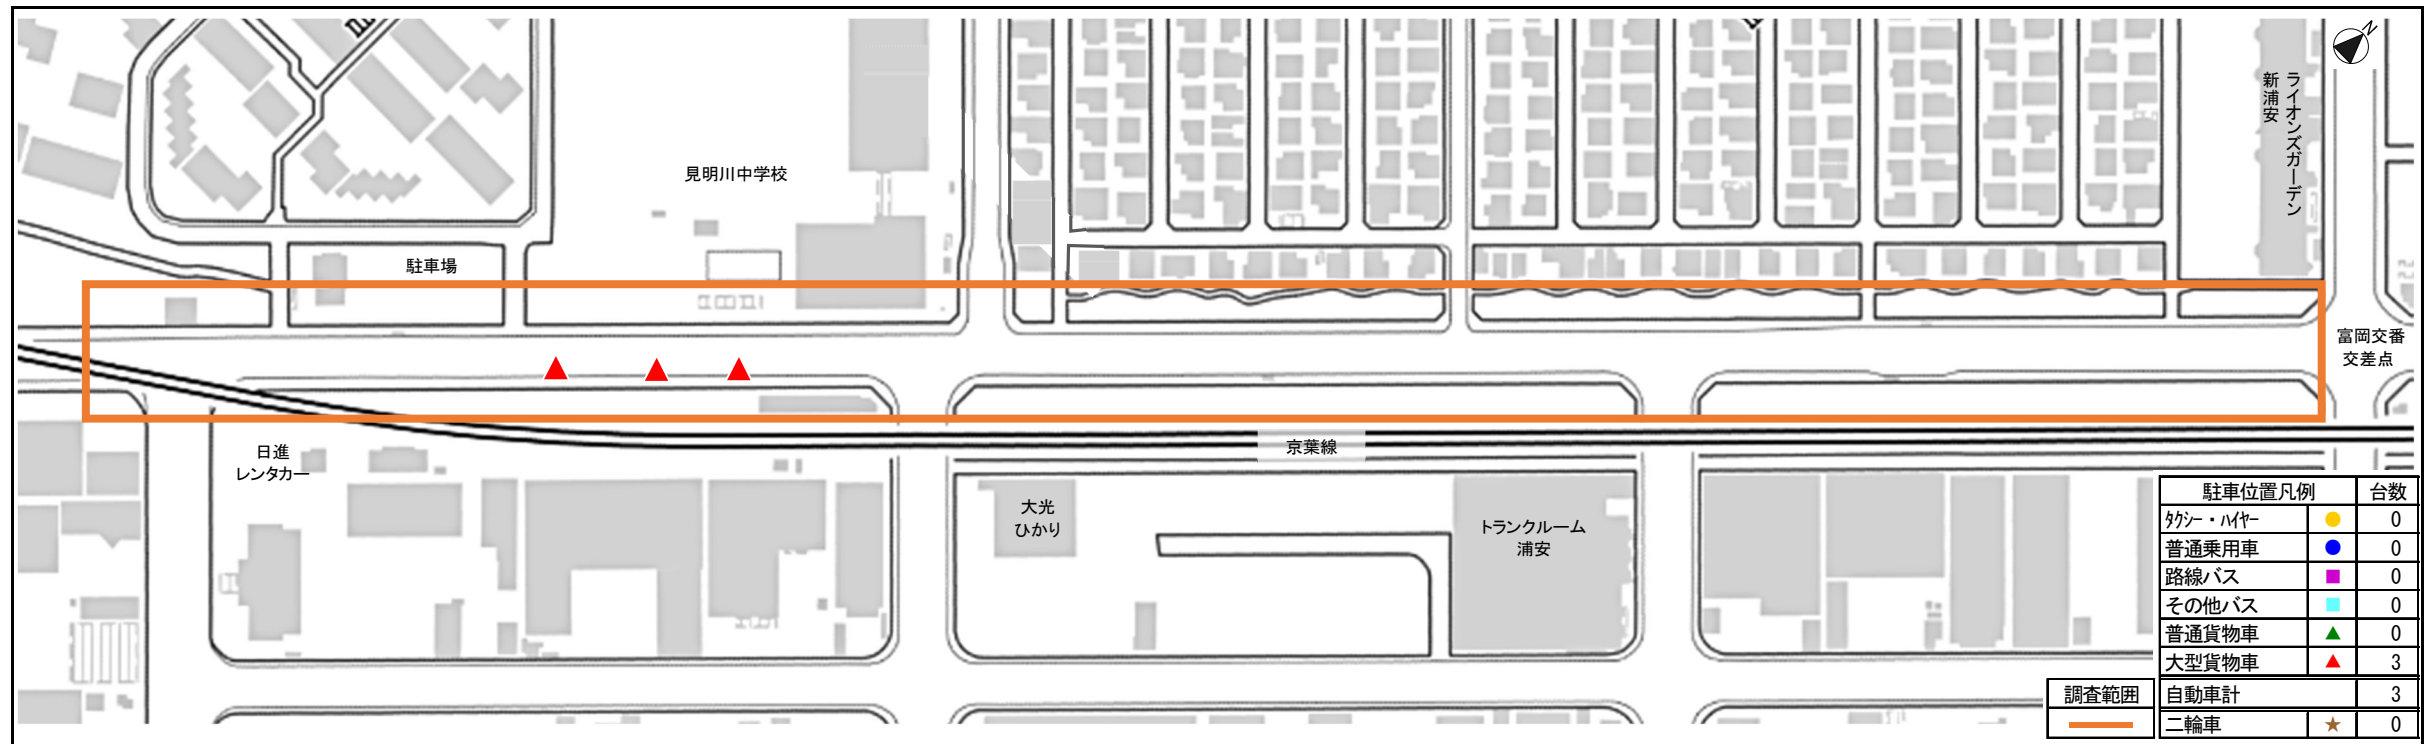 N
ライオンズガーデン
新浦安
見明川中学校
駐車場
富岡交番
交差点
京葉線
日進
レンタカー
大光
ひかり
トランクルーム
浦安
駐車位置凡例 台数
ﾀｸｼｰ・ﾊｲﾔｰ ● 0
普通乗用車 ● 0
路線バス ■ 0
その他バス ■ 0
普通貨物車 ▲ 0
大型貨物車 ▲ 3
自動車計 3
二輪車 ★ 0
調査範囲